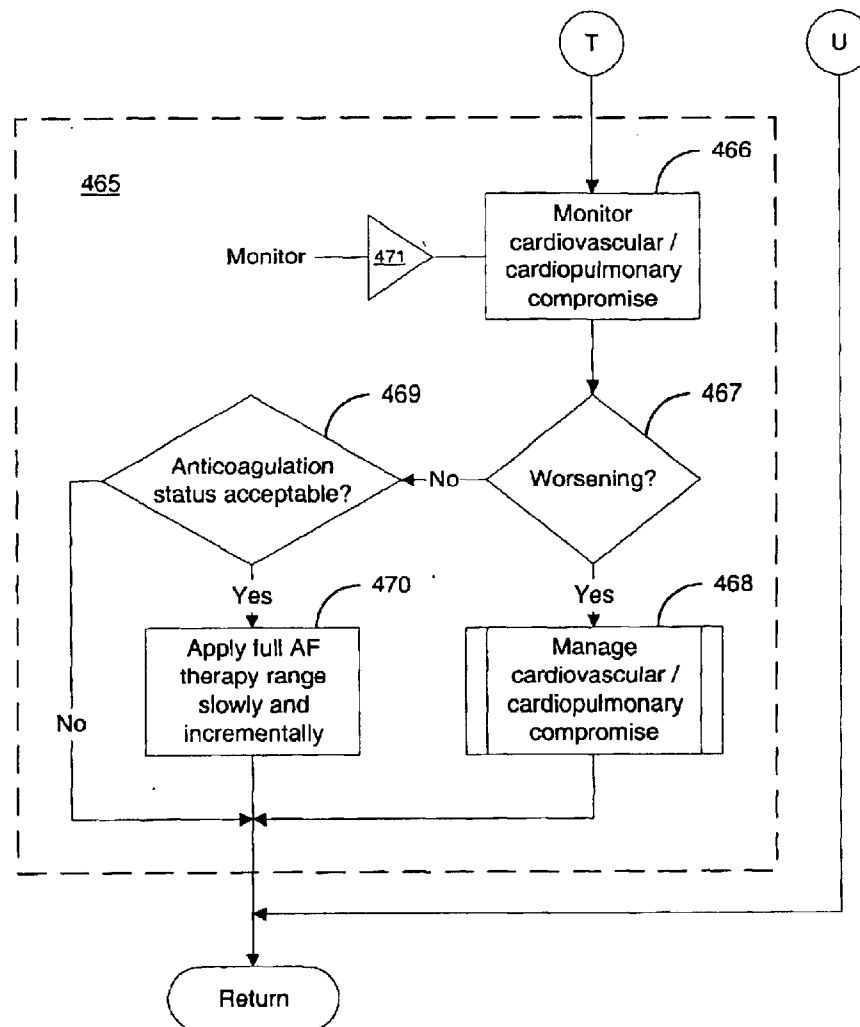 T
U
466
465
Monitor
cardiovascular /
cardiopulmonary
compromise
Monitor
471
469
467
Anticoagulation
status acceptable?
No
Worsening?
Yes
470
Yes
468
Apply full AF
therapy range
slowly and
incrementally
Manage
cardiovascular /
cardiopulmonary
compromise
No
Return